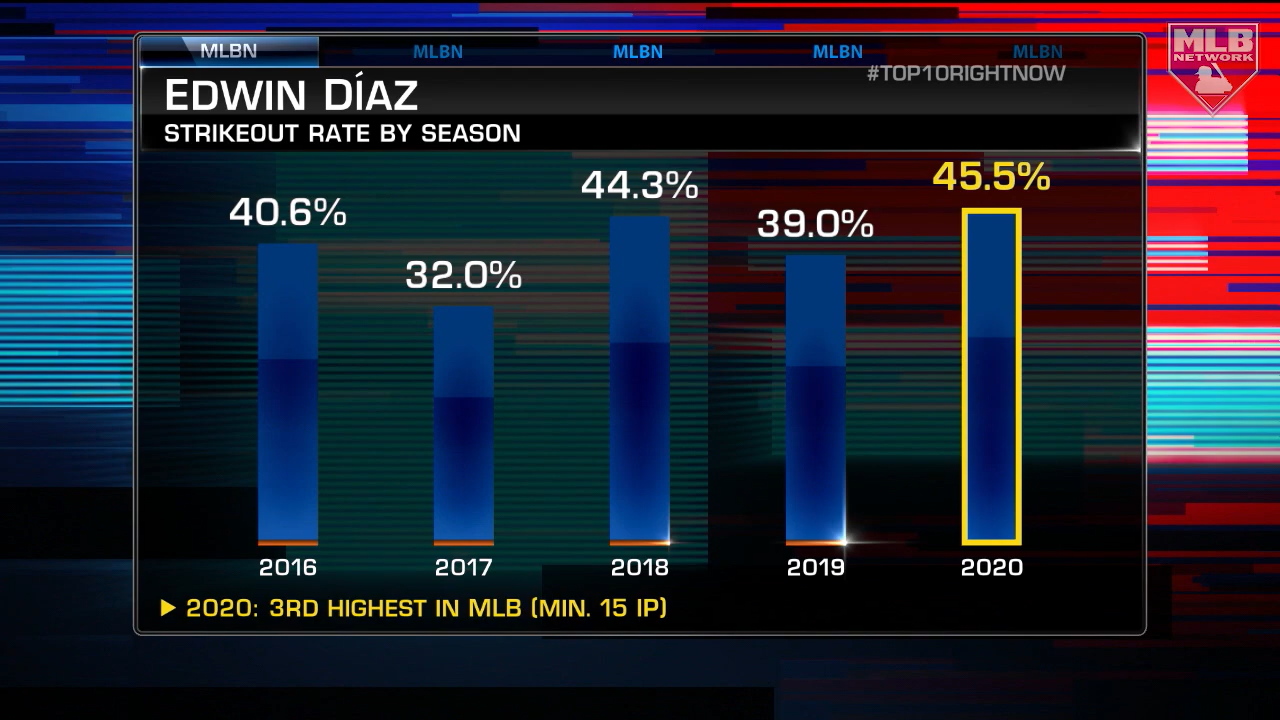 MLBN MLBN MLBN MLBN MLBN
MLB
NETWORK
#TOP10RIGHTNOW
EDWIN DÍAZ
STRIKEOUT RATE BY SEASON
40.6% 32.0% 44.3% 39.0% 45.5%
2016 2017 2018 2019 2020
2020: 3RD HIGHEST IN MLB (MIN. 15 IP)